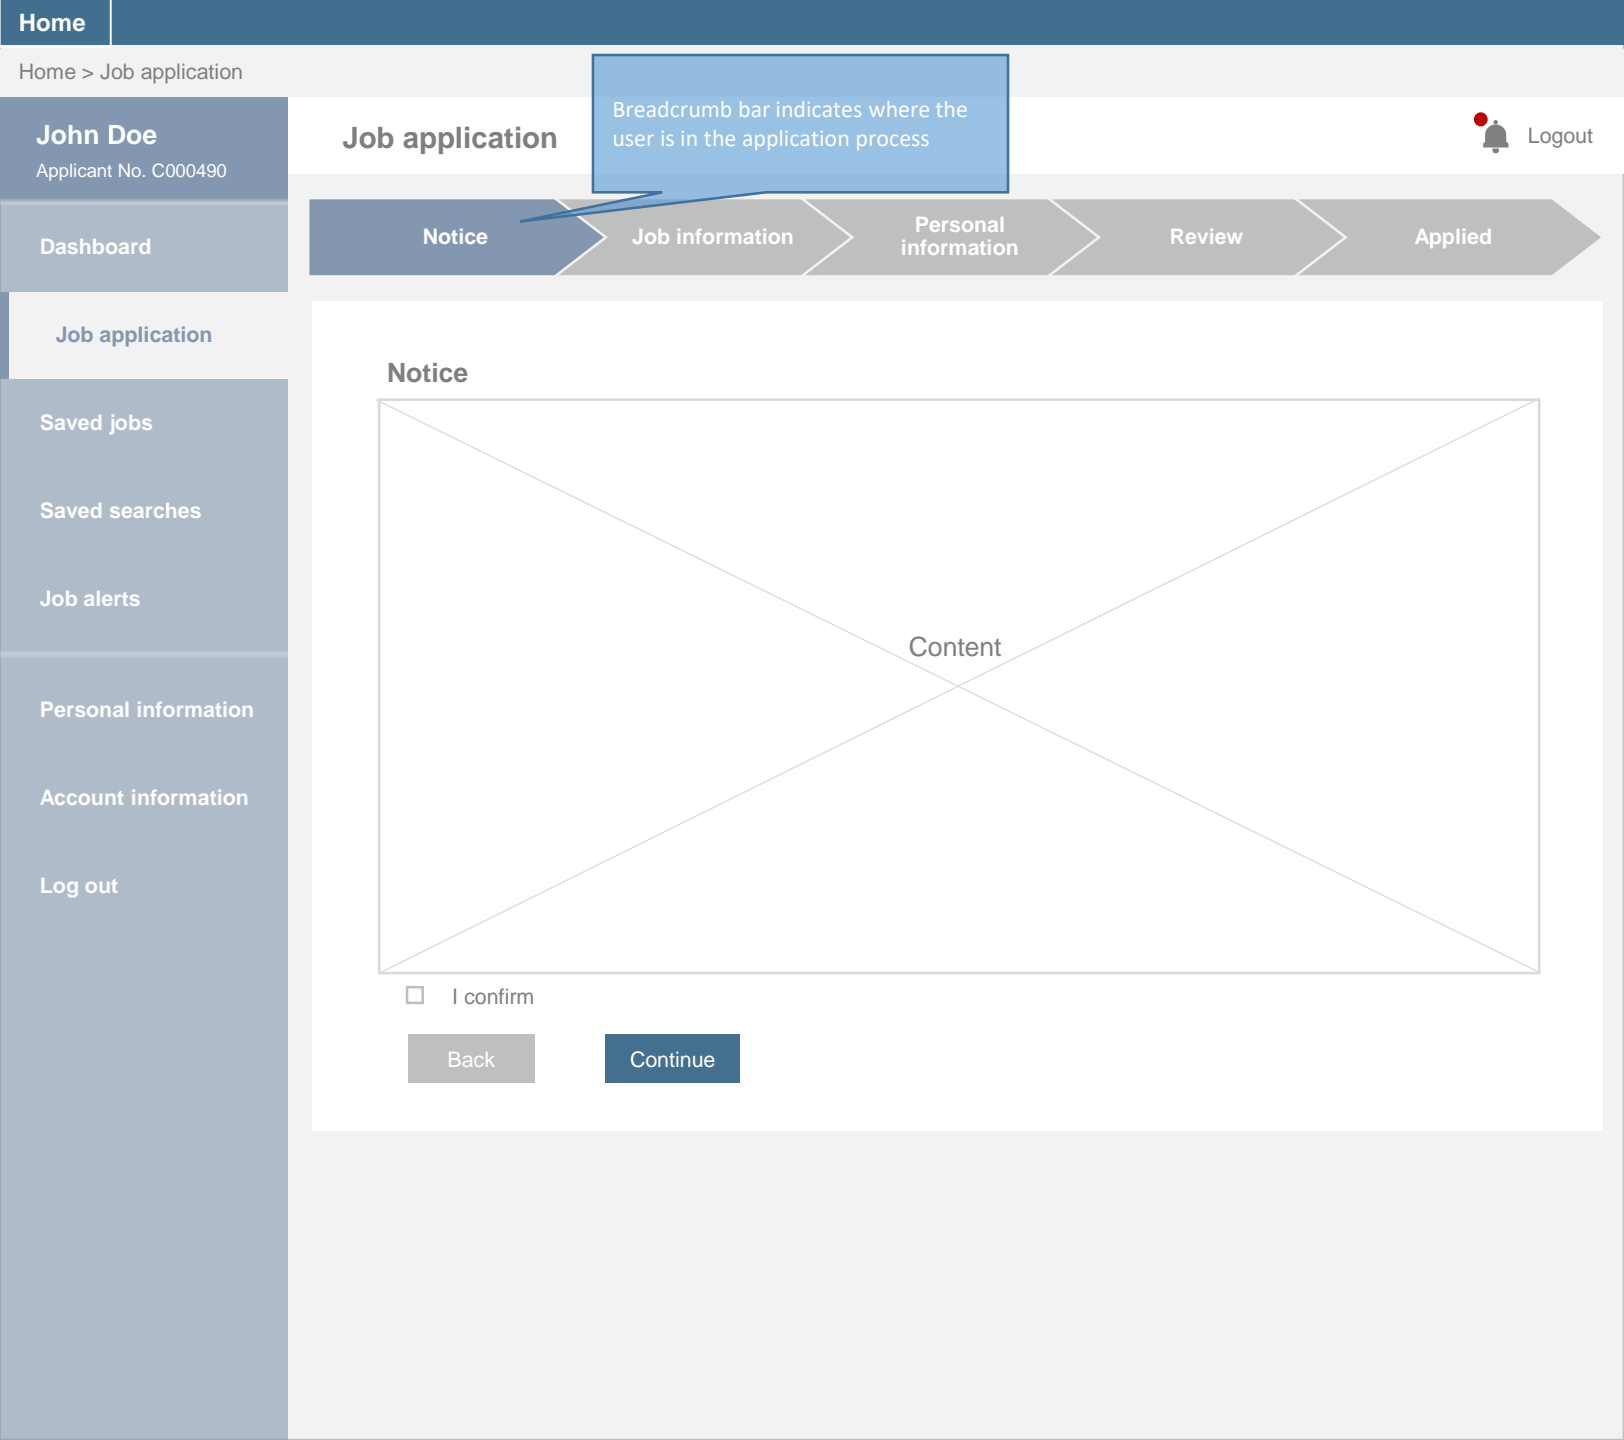 Home
Home > Job application
John Doe
Applicant No. C000490
Job application
Breadcrumb bar indicates where the
user is in the application process
Logout
Notice
Job information
Personal
information
Review
Applied
Dashboard
Job application
Saved jobs
Saved searches
Job alerts
Personal information
Account information
Log out
Notice
Content
I confirm
Back
Continue